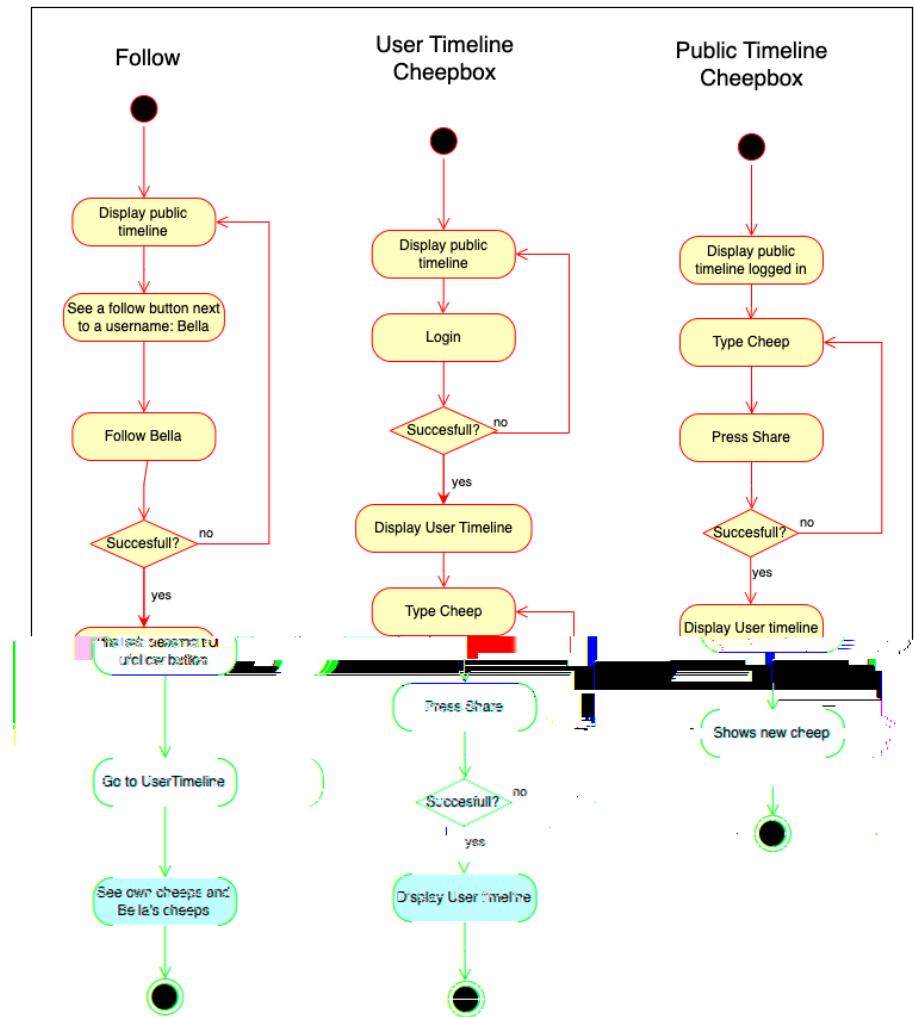 Follow
Display public
timeline
See a follow button next
to a username: Bella
Follow Bella
Succesfull?
no
yes
button
Go to UserTimeline
See own cheeps and
Bella's cheeps
User Timeline
Cheepbox
Display public
timeline
Login
Succesfull?
no
yes
Display User Timeline
Type Cheep
Press Share
Succesfull?
no
yes
Display User timeline
Public Timeline
Cheepbox
Display public
timeline logged in
Type Cheep
Press Share
Succesfull?
no
yes
Display User timeline
Shows new cheep